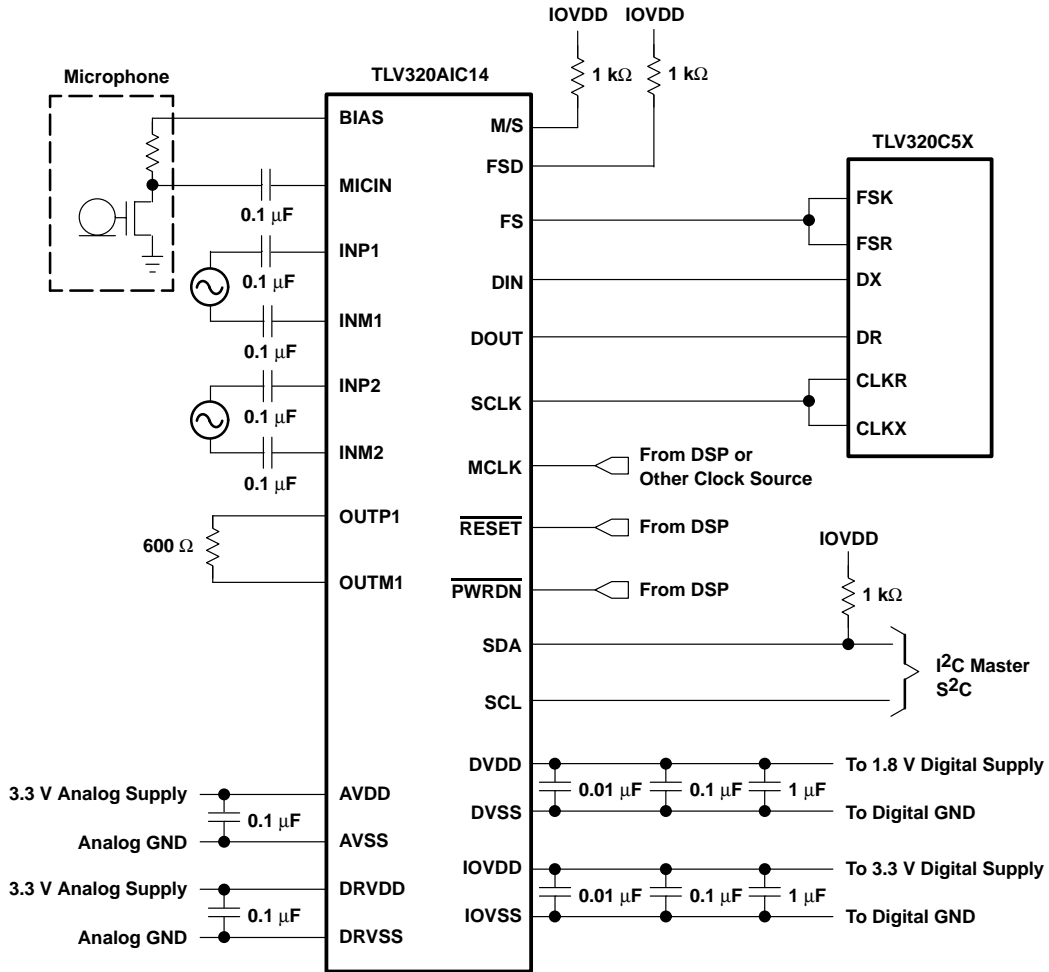 IOVDD
IOVDD
1 kΩ
1 kΩ
Microphone
TLV320AIC14
TLV320C5X
BIAS
MICIN
0.1 µF
INP1
0.1 µF
INM1
0.1 µF
INP2
0.1 µF
INM2
0.1 µF
OUTP1
600 Ω
OUTM1
3.3 V Analog Supply
AVDD
0.1 µF
Analog GND
AVSS
3.3 V Analog Supply
DRVDD
0.1 µF
Analog GND
DRVSS
M/S
FSD
FS
DIN
DOUT
SCLK
MCLK
RESET
PWRDN
SDA
SCL
DVDD
DVSS
IOVDD
IOVSS
FSK
FSR
DX
DR
CLKR
CLKX
From DSP or
Other Clock Source
From DSP
From DSP
IOVDD
1 kΩ
I2C Master
S2C
0.01 µF
0.1 µF
1 µF
To 1.8 V Digital Supply
To Digital GND
0.01 µF
0.1 µF
1 µF
To 3.3 V Digital Supply
To Digital GND